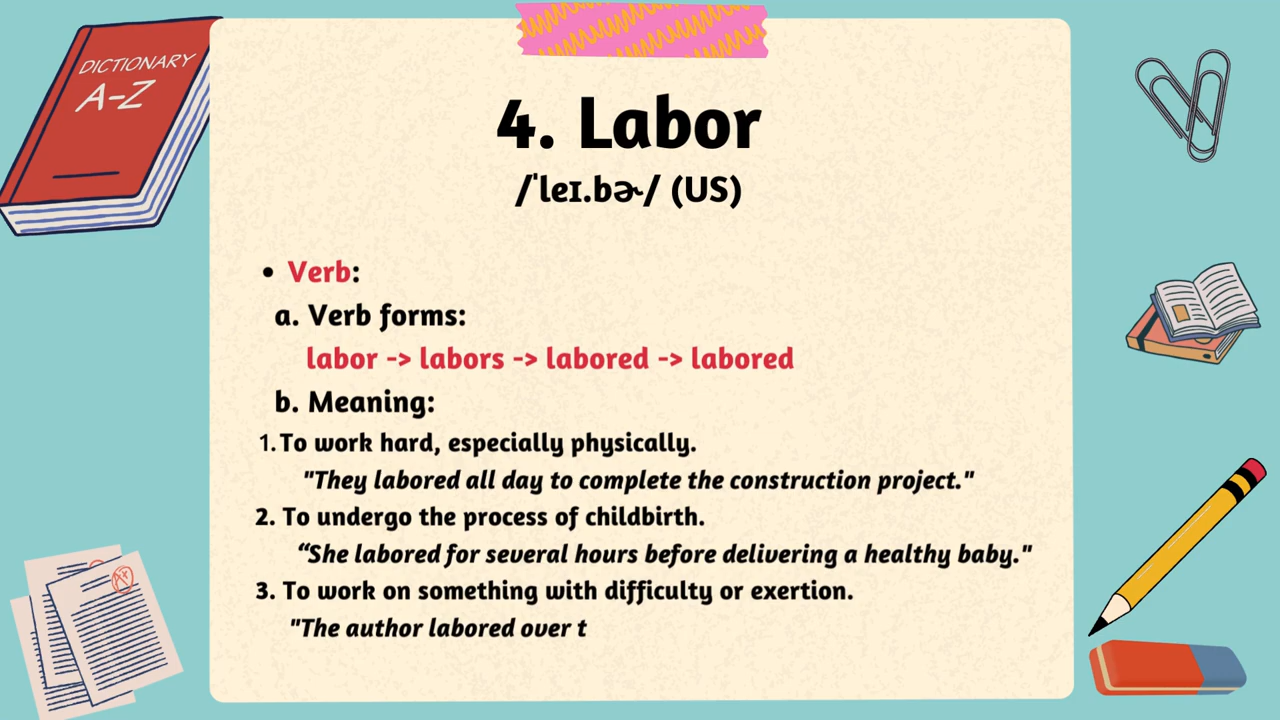 DICTIONARY
A-Z
4. Labor
/ˈleɪ.bɚ/ (US)
• Verb:
a. Verb forms:
labor -> labors -> labored -> labored
b. Meaning:
1. To work hard, especially physically.
"They labored all day to complete the construction project."
2. To undergo the process of childbirth.
“She labored for several hours before delivering a healthy baby."
3. To work on something with difficulty or exertion.
"The author labored over t
A+